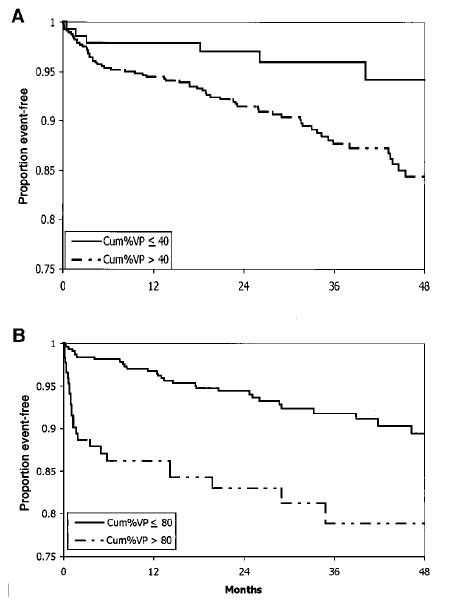 A
Proportion event-free
1
0.95
0.9
0.85
0.8
0.75
Cum%VP ≤ 40
Cum%VP > 40
0 12 24 36 48
B
Proportion event-free
1
0.95
0.9
0.85
0.8
0.75
Cum%VP ≤ 80
Cum%VP > 80
0 12 24 36 48
Months